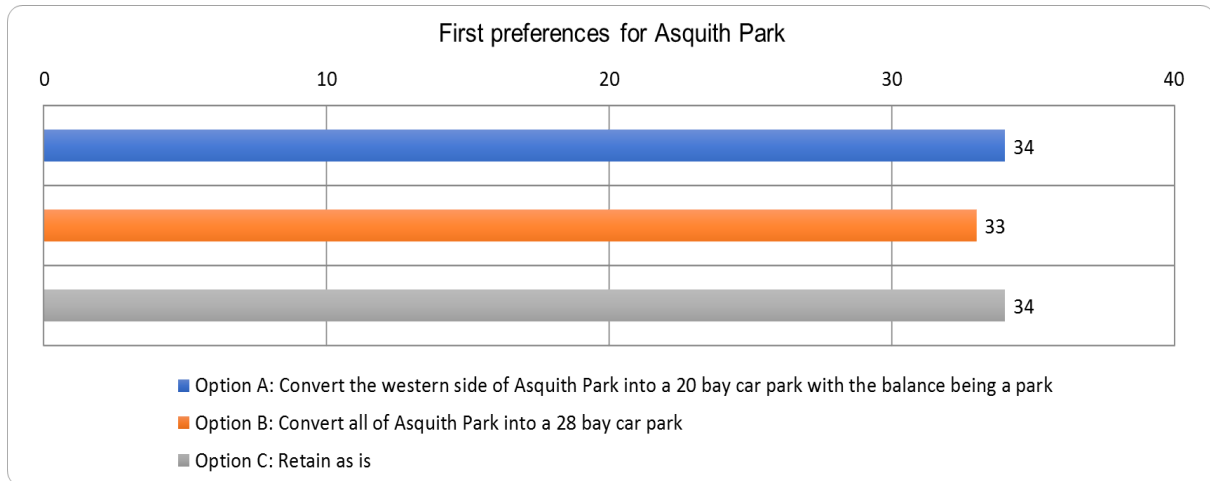 First preferences for Asquith Park
0 10 20 30 40
34
33
34
Option A: Convert the western side of Asquith Park into a 20 bay car park with the balance being a park
Option B: Convert all of Asquith Park into a 28 bay car park
Option C: Retain as is